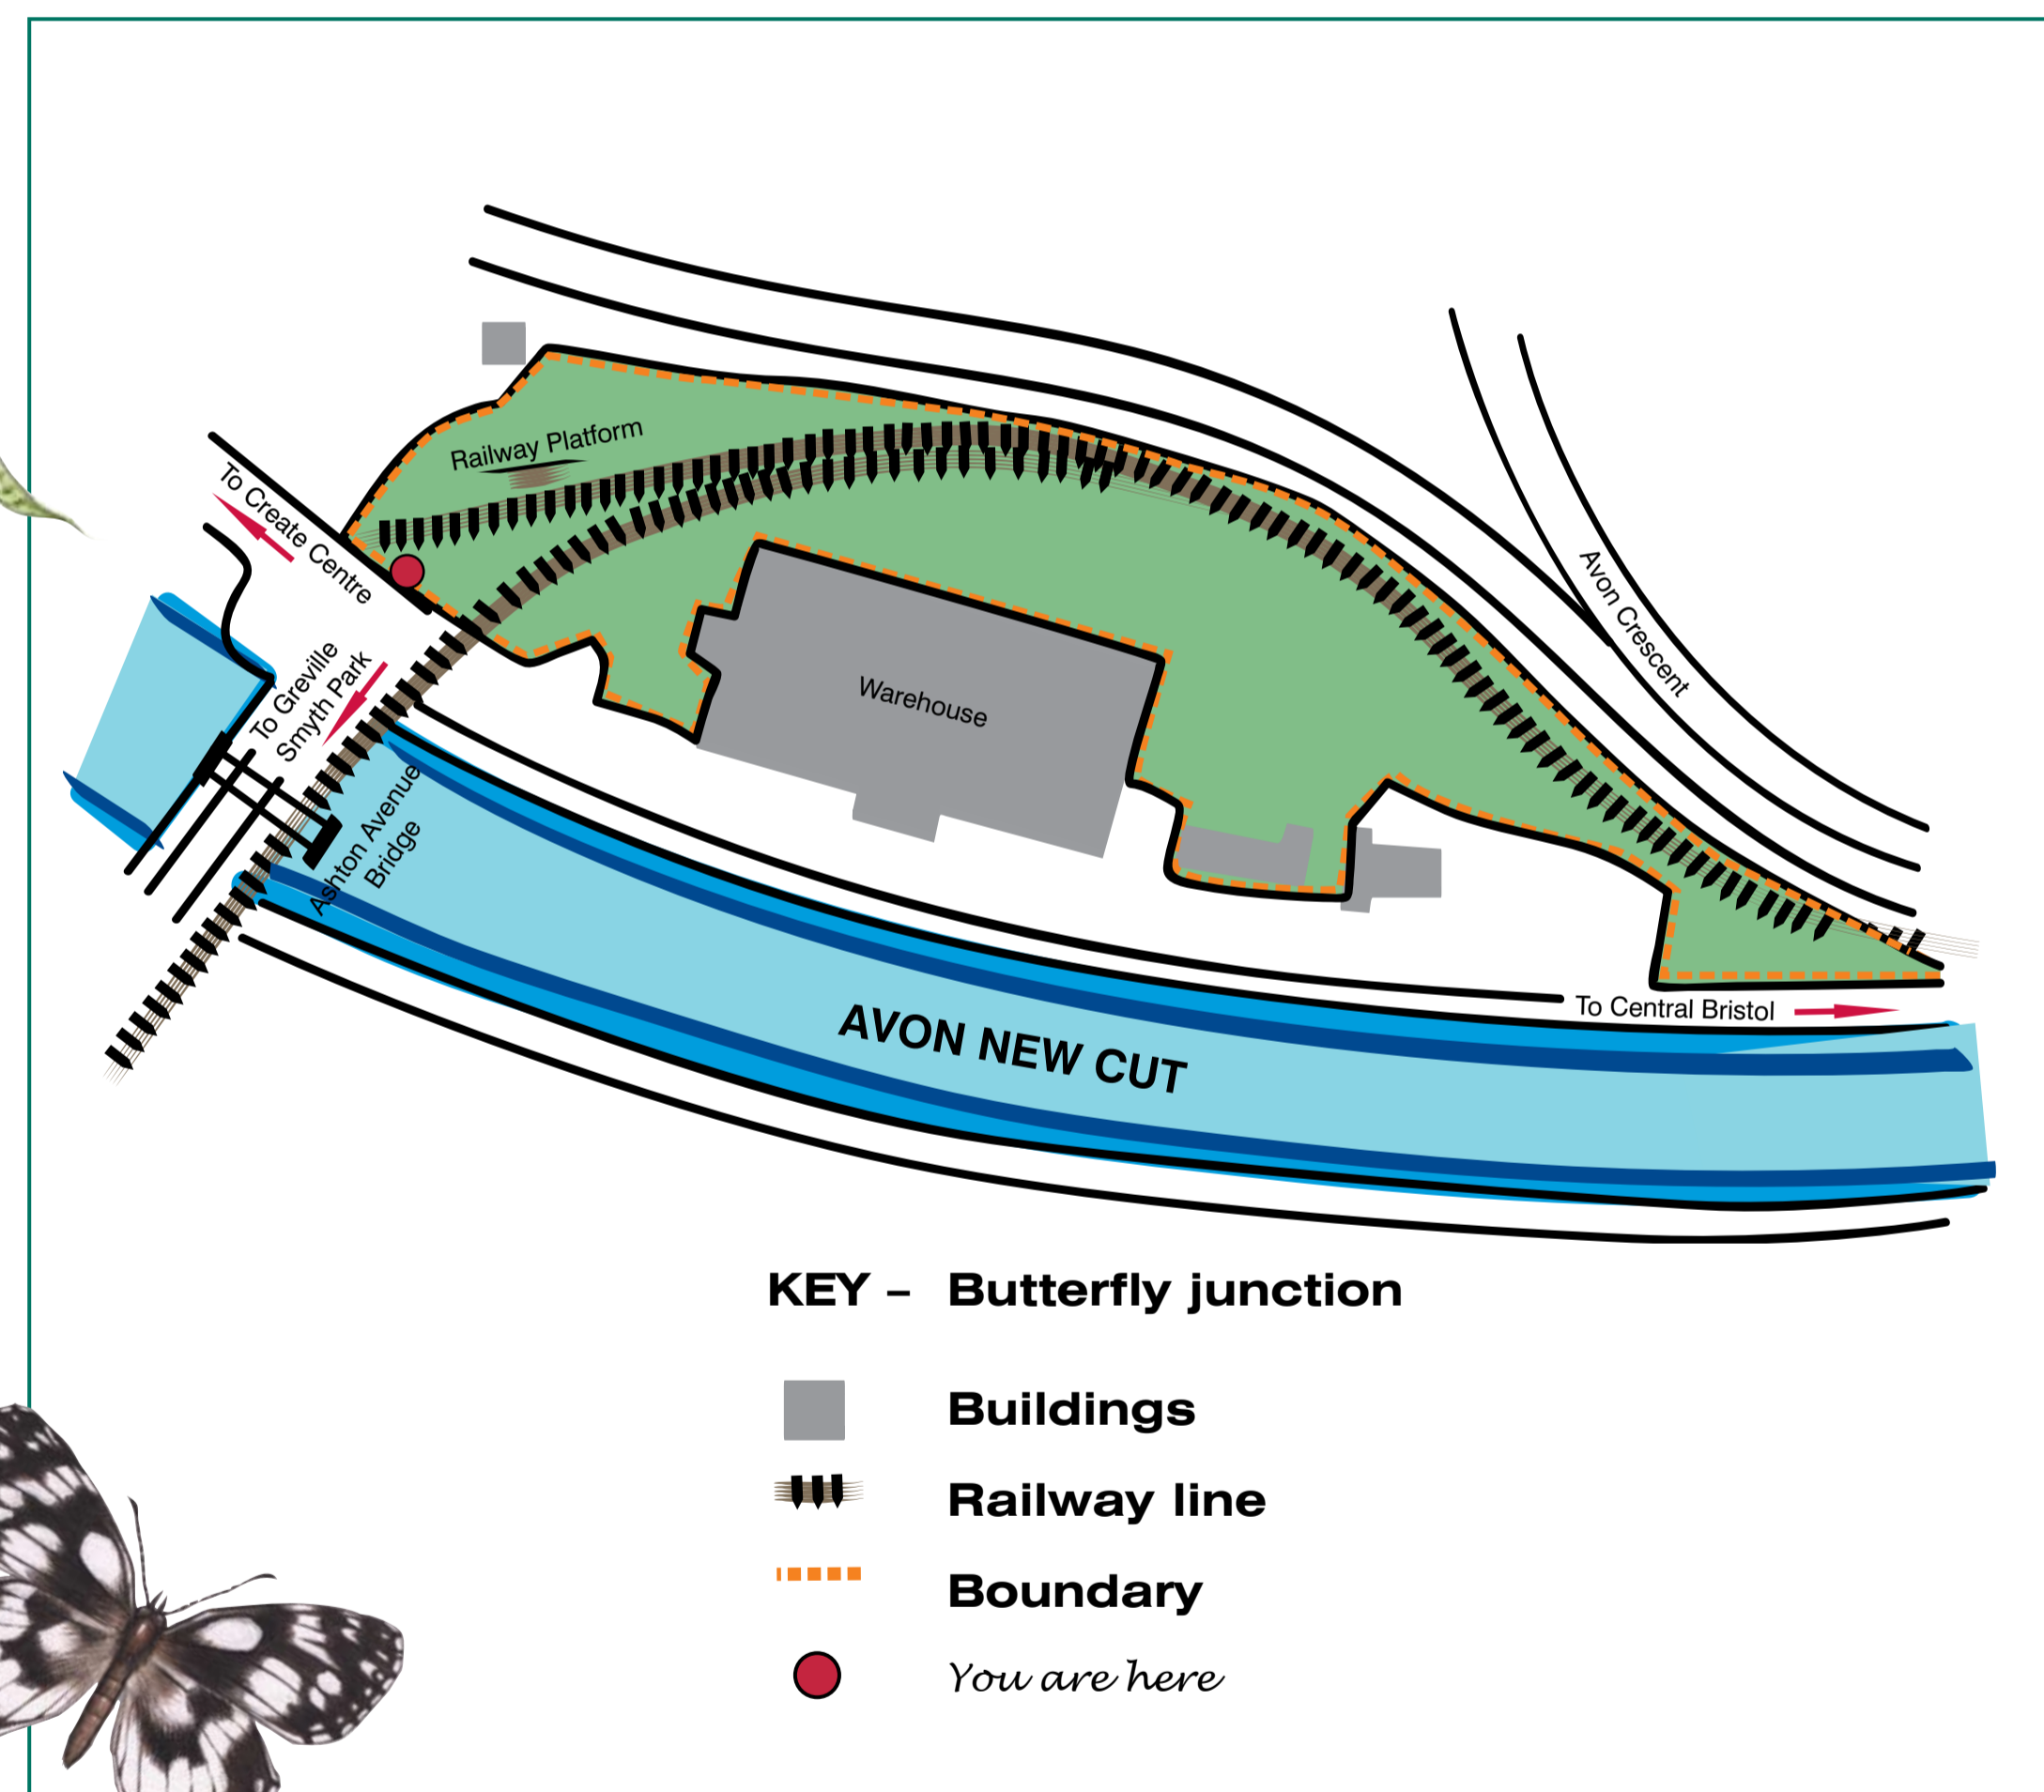 Railway Platform
To Create Centre
Avon Crescent
To Greville
Smyth Park
Warehouse
Ashton Avenue
Bridge
To Central Bristol
AVON NEW CUT
KEY – Butterfly junction
Buildings
Railway line
Boundary
You are here